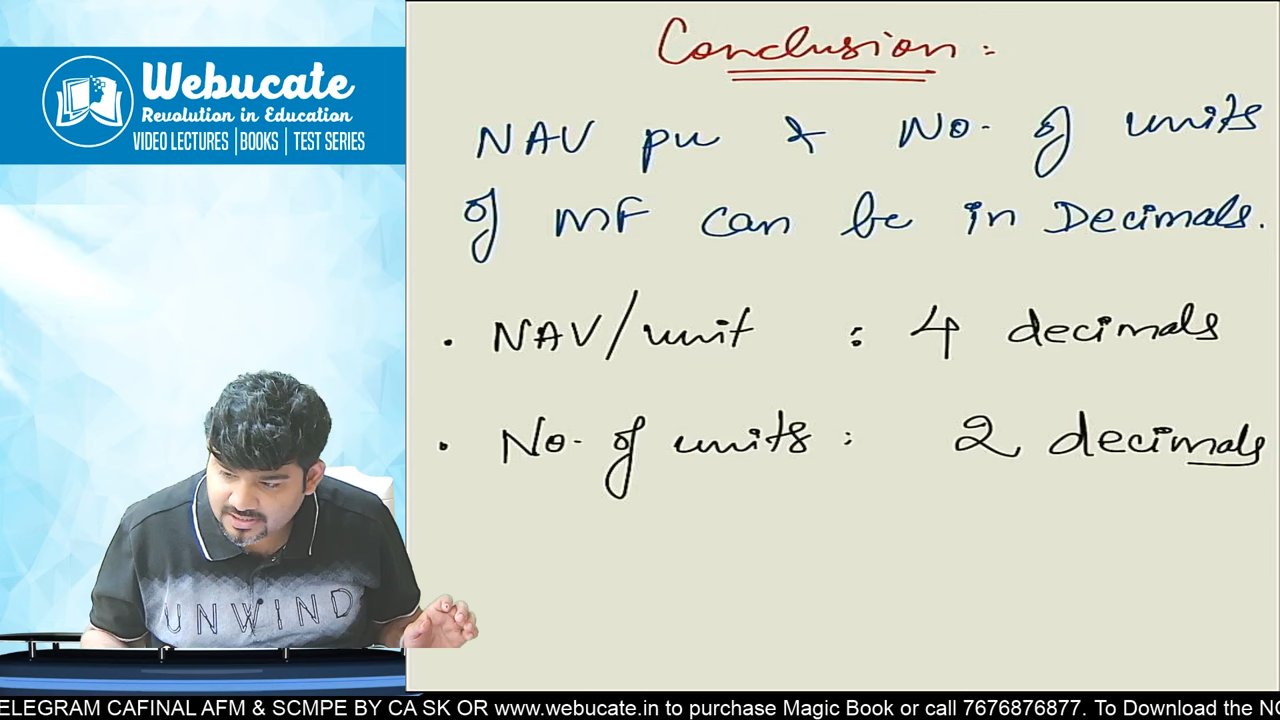 Webucate
Revolution in Education
VIDEO LECTURES | BOOKS | TEST SERIES
Conclusion :
NAV pu & No. of units
of MF can be in Decimals.
. NAV/unit : 4 decimals
. No. of units : 2 decimals
UNWIND
ELEGRAM CAFINAL AFM & SCMPE BY CA SK OR www.webucate.in to purchase Magic Book or call 7676876877. To Download the NO